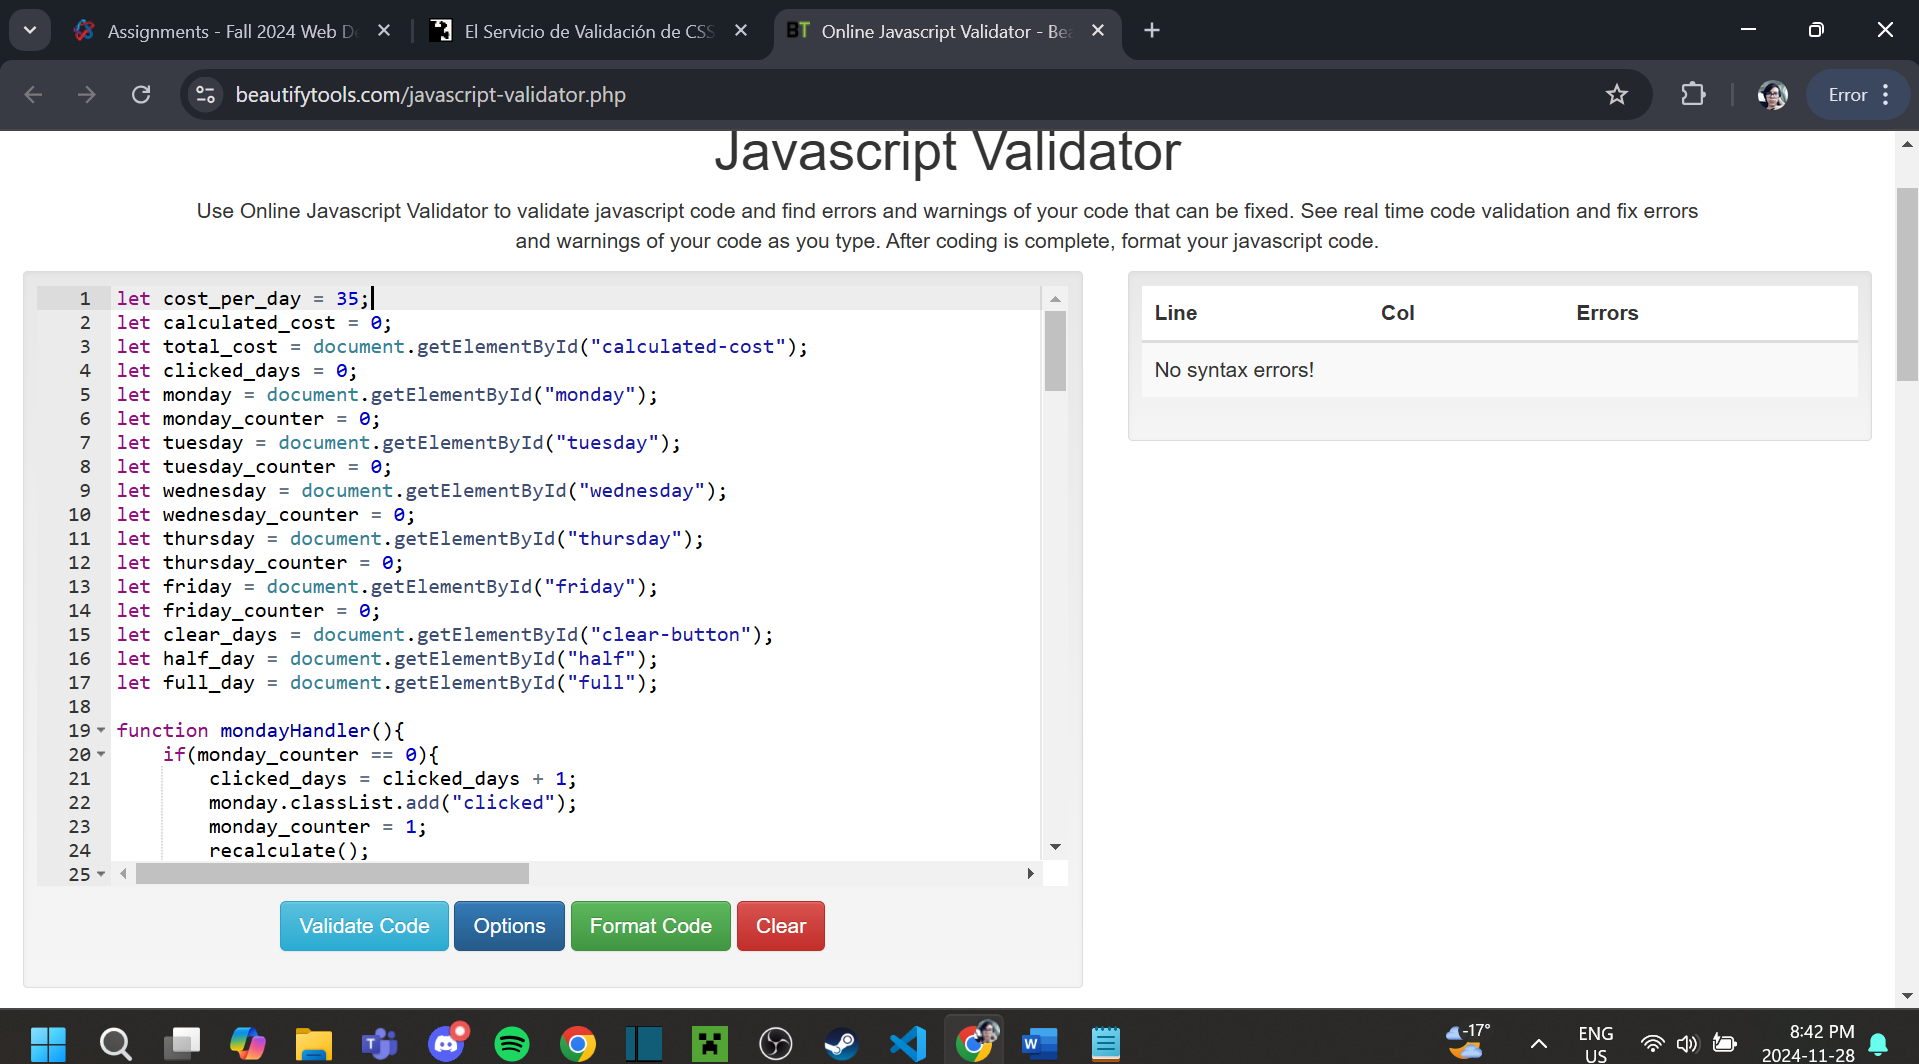 Assignments - Fall 2024 Web De
El Servicio de Validación de CSS
BT Online Javascript Validator - Bea
beautifytools.com/javascript-validator.php
Error
Javascript Validator
Use Online Javascript Validator to validate javascript code and find errors and warnings of your code that can be fixed. See real time code validation and fix errors
and warnings of your code as you type. After coding is complete, format your javascript code.
1 let cost_per_day = 35;
2 let calculated_cost = 0;
3 let total_cost = document.getElementById("calculated-cost");
4 let clicked_days = 0;
5 let monday = document.getElementById("monday");
6 let monday_counter = 0;
7 let tuesday = document.getElementById("tuesday");
8 let tuesday_counter = 0;
9 let wednesday = document.getElementById("wednesday");
10 let wednesday_counter = 0;
11 let thursday = document.getElementById("thursday");
12 let thursday_counter = 0;
13 let friday = document.getElementById("friday");
14 let friday_counter = 0;
15 let clear_days = document.getElementById("clear-button");
16 let half_day = document.getElementById("half");
17 let full_day = document.getElementById("full");
18
19 function mondayHandler(){
20 if(monday_counter == 0){
21 clicked_days = clicked_days + 1;
22 monday.classList.add("clicked");
23 monday_counter = 1;
24 recalculate();
25
Line Col Errors
No syntax errors!
Validate Code Options Format Code Clear
-17°
ENG
US
8:42 PM
2024-11-28